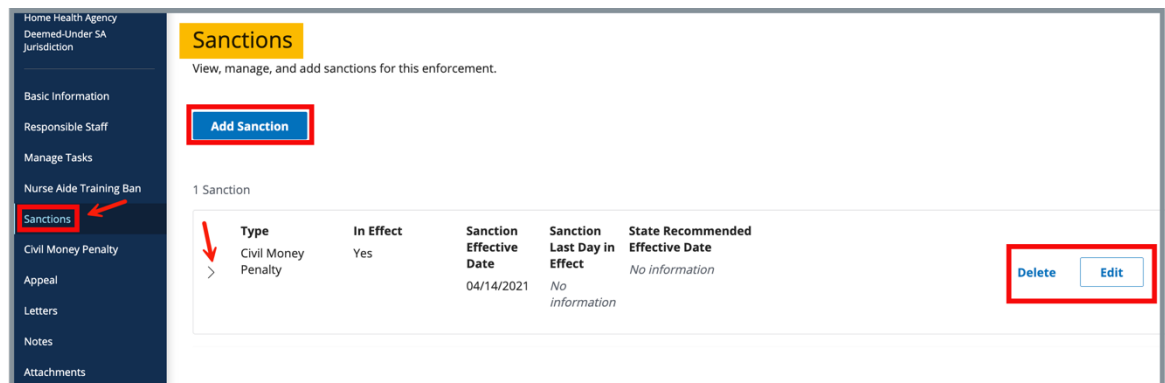 Home Health Agency
Deemed-Under SA
Jurisdiction
Basic Information
Responsible Staff
Manage Tasks
Nurse Aide Training Ban
Sanctions
Civil Money Penalty
Appeal
Letters
Notes
Attachments
Sanctions
View, manage, and add sanctions for this enforcement.
Add Sanction
1 Sanction
Type
Civil Money
Penalty
In Effect
Yes
Sanction
Effective
Date
04/14/2021
Sanction
Last Day in
Effect
No
information
State Recommended
Effective Date
No information
Delete
Edit